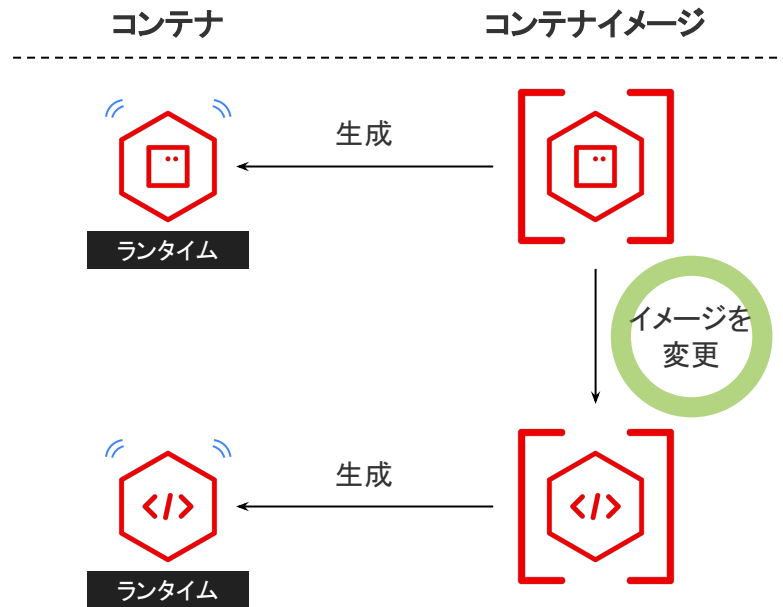 コンテナ
コンテナイメージ
生成
ランタイム
イメージを
変更
生成
</>
</>
ランタイム